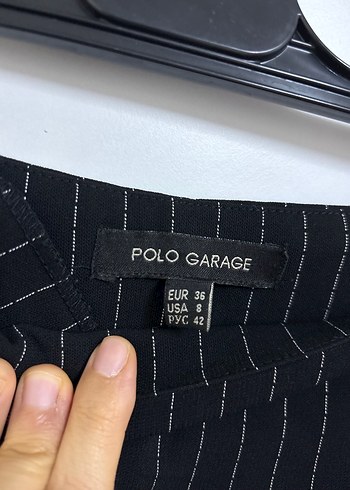 POLO GARAGE
EUR 36
USA 8
РУС 42